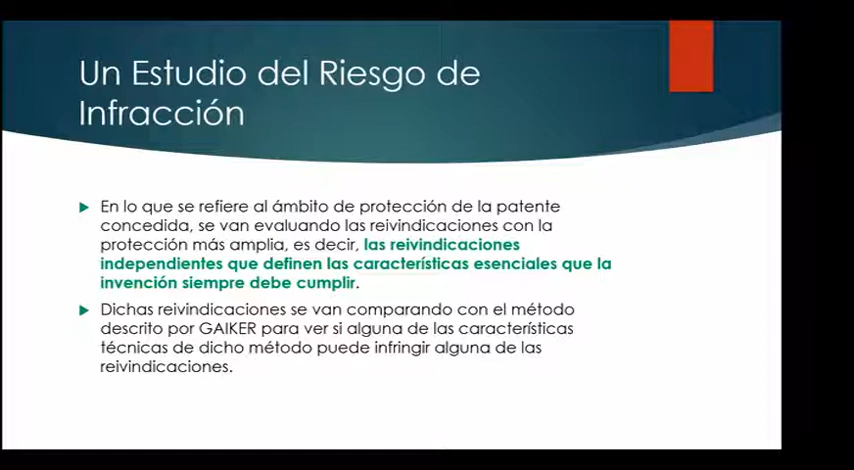 Un Estudio del Riesgo de
Infracción
En lo que se refiere al ámbito de protección de la patente
concedida, se van evaluando las reivindicaciones con la
protección más amplia, es decir, las reivindicaciones
independientes que definen las características esenciales que la
invención siempre debe cumplir.
Dichas reivindicaciones se van comparando con el método
descrito por GAIKER para ver si alguna de las características
técnicas de dicho método puede infringir alguna de las
reivindicaciones.